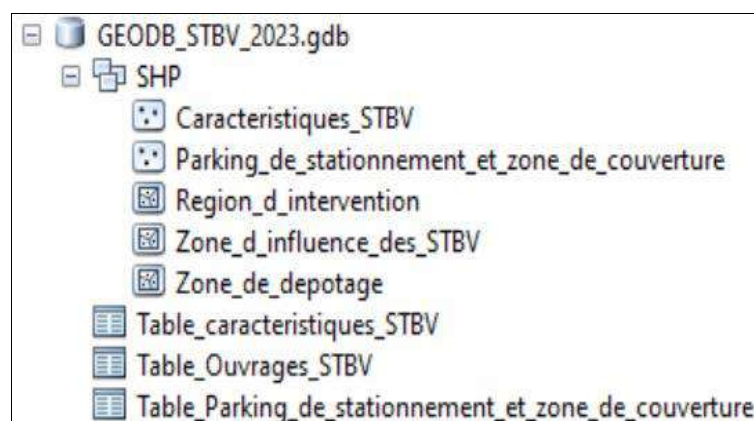 GEODB_STBV_2023.gdb
SHP
Caracteristiques_STBV
Parking_de_stationnement_et_zone_de_couverture
Region_d_intervention
Zone_d_influence_des_STBV
Zone_de_depotage
Table_caracteristiques_STBV
Table_Ouvrages_STBV
Table_Parking_de_stationnement_et_zone_de_couverture